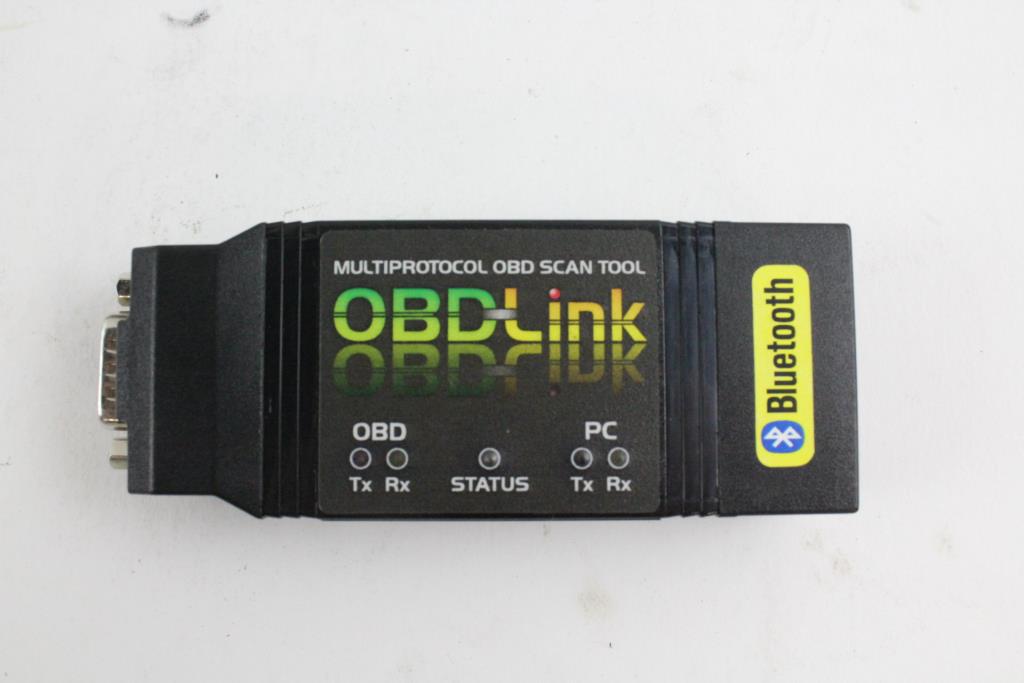 MULTIPROTOCOL OBD SCAN TOOL
OBDLink
OBD
Tx Rx
STATUS
PC
Tx Rx
Bluetooth